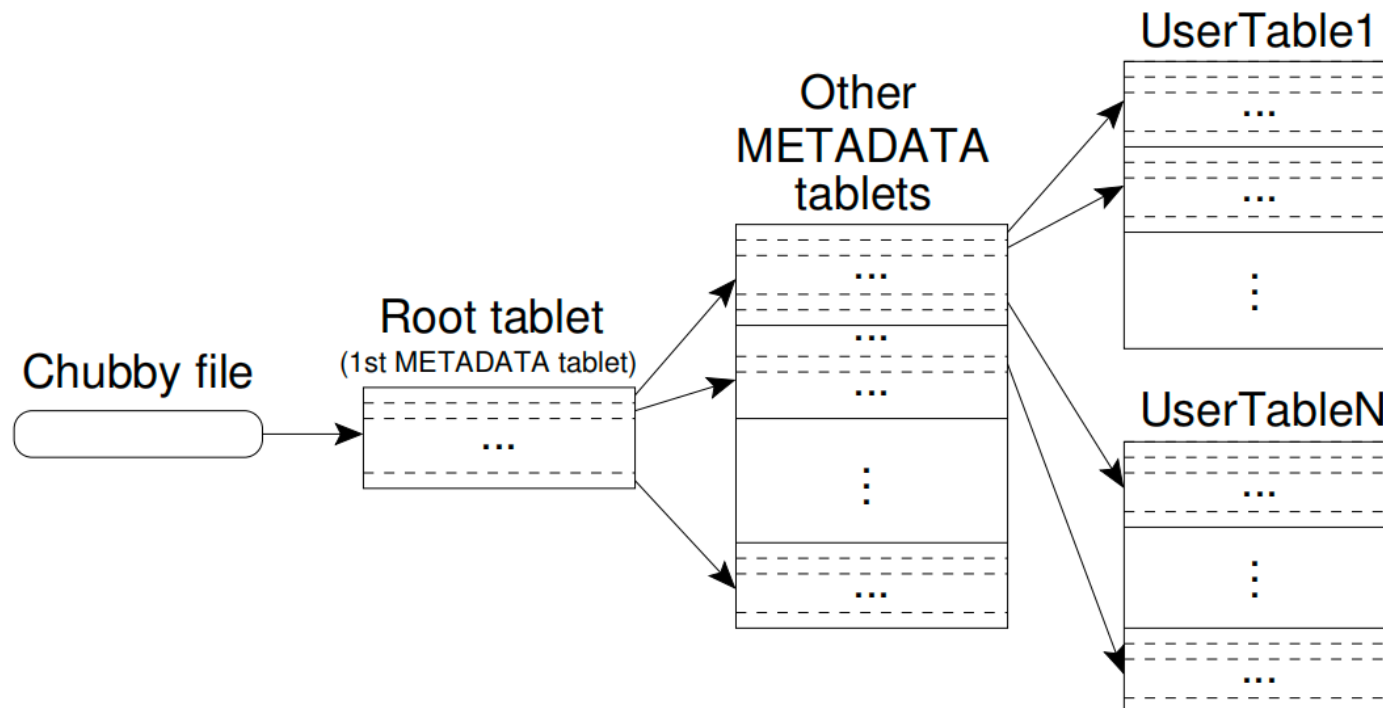 UserTable1
...
...
⋮
Other
METADATA
tablets
...
...
...
⋮
...
Root tablet
(1st METADATA tablet)
...
Chubby file
UserTableN
...
⋮
...